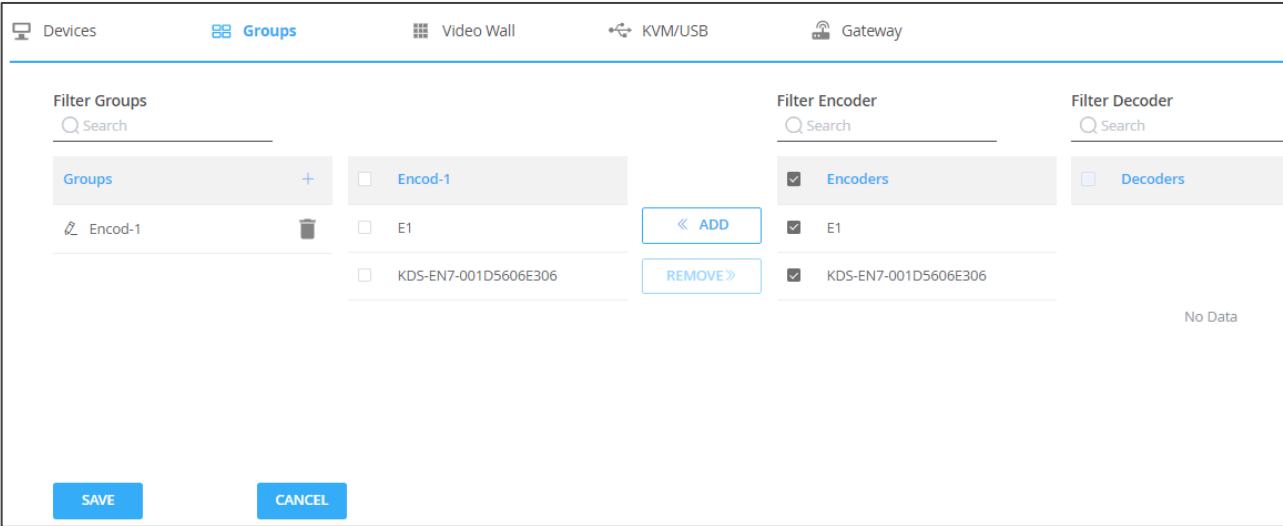 Devices Groups Video Wall KVM/USB Gateway
Filter Groups Filter Encoder Filter Decoder
Search Search Search
Groups + Encod-1 Encoders Decoders
Encod-1 E1 « ADD E1
KDS-EN7-001D5606E306 REMOVE» KDS-EN7-001D5606E306
No Data
SAVE CANCEL